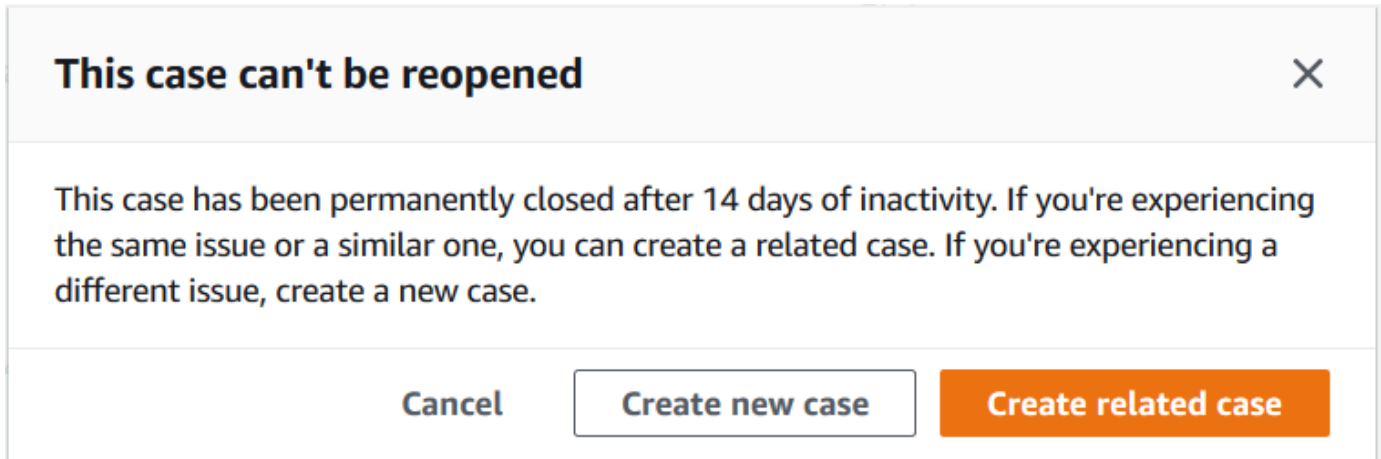 This case can't be reopened
This case has been permanently closed after 14 days of inactivity. If you're experiencing
the same issue or a similar one, you can create a related case. If you're experiencing a
different issue, create a new case.
Cancel
Create new case
Create related case